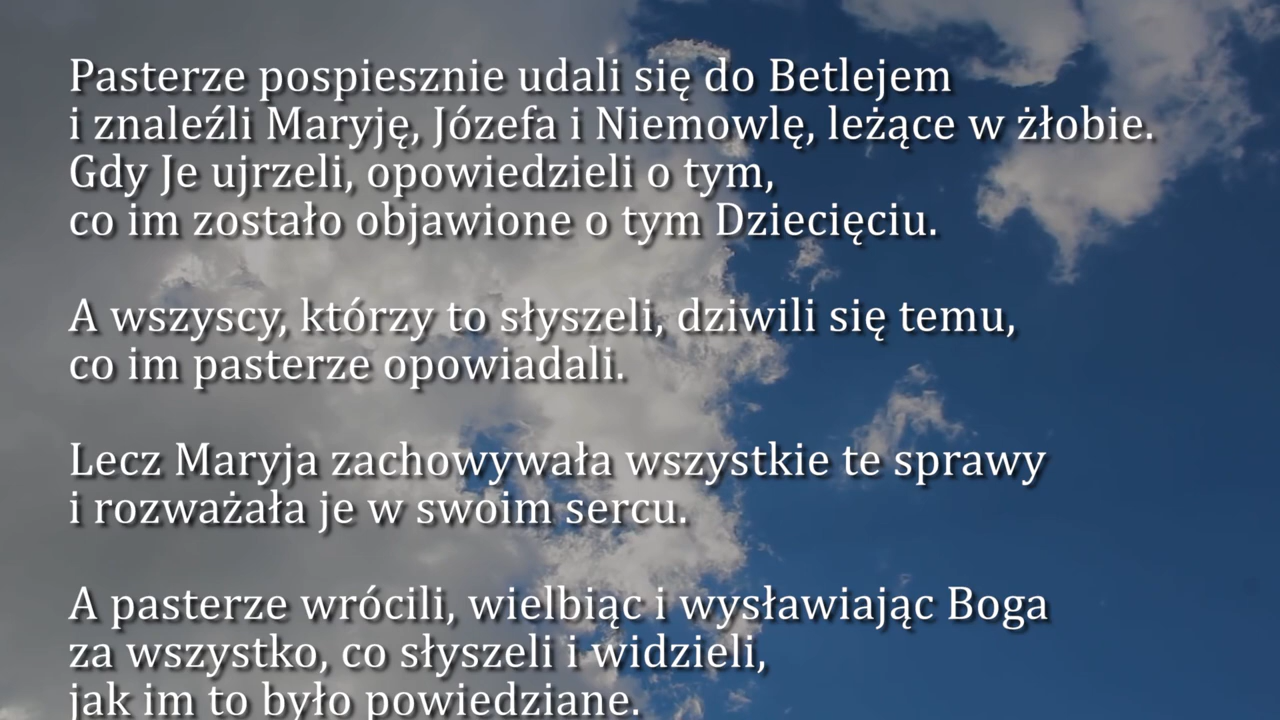 Pasterze pospiesznie udali się do Betlejem
i znaleźli Maryję, Józefa i Niemowlę, leżące w żłobie.
Gdy Je ujrzeli, opowiedzieli o tym,
co im zostało objawione o tym Dziecięciu.
A wszyscy, którzy to słyszeli, dziwili się temu,
co im pasterze opowiadali.
Lecz Maryja zachowywała wszystkie te sprawy
i rozważała je w swoim sercu.
A pasterze wrócili, wielbiąc i wysławiając Boga
za wszystko, co słyszeli i widzieli,
jak im to było powiedziane.